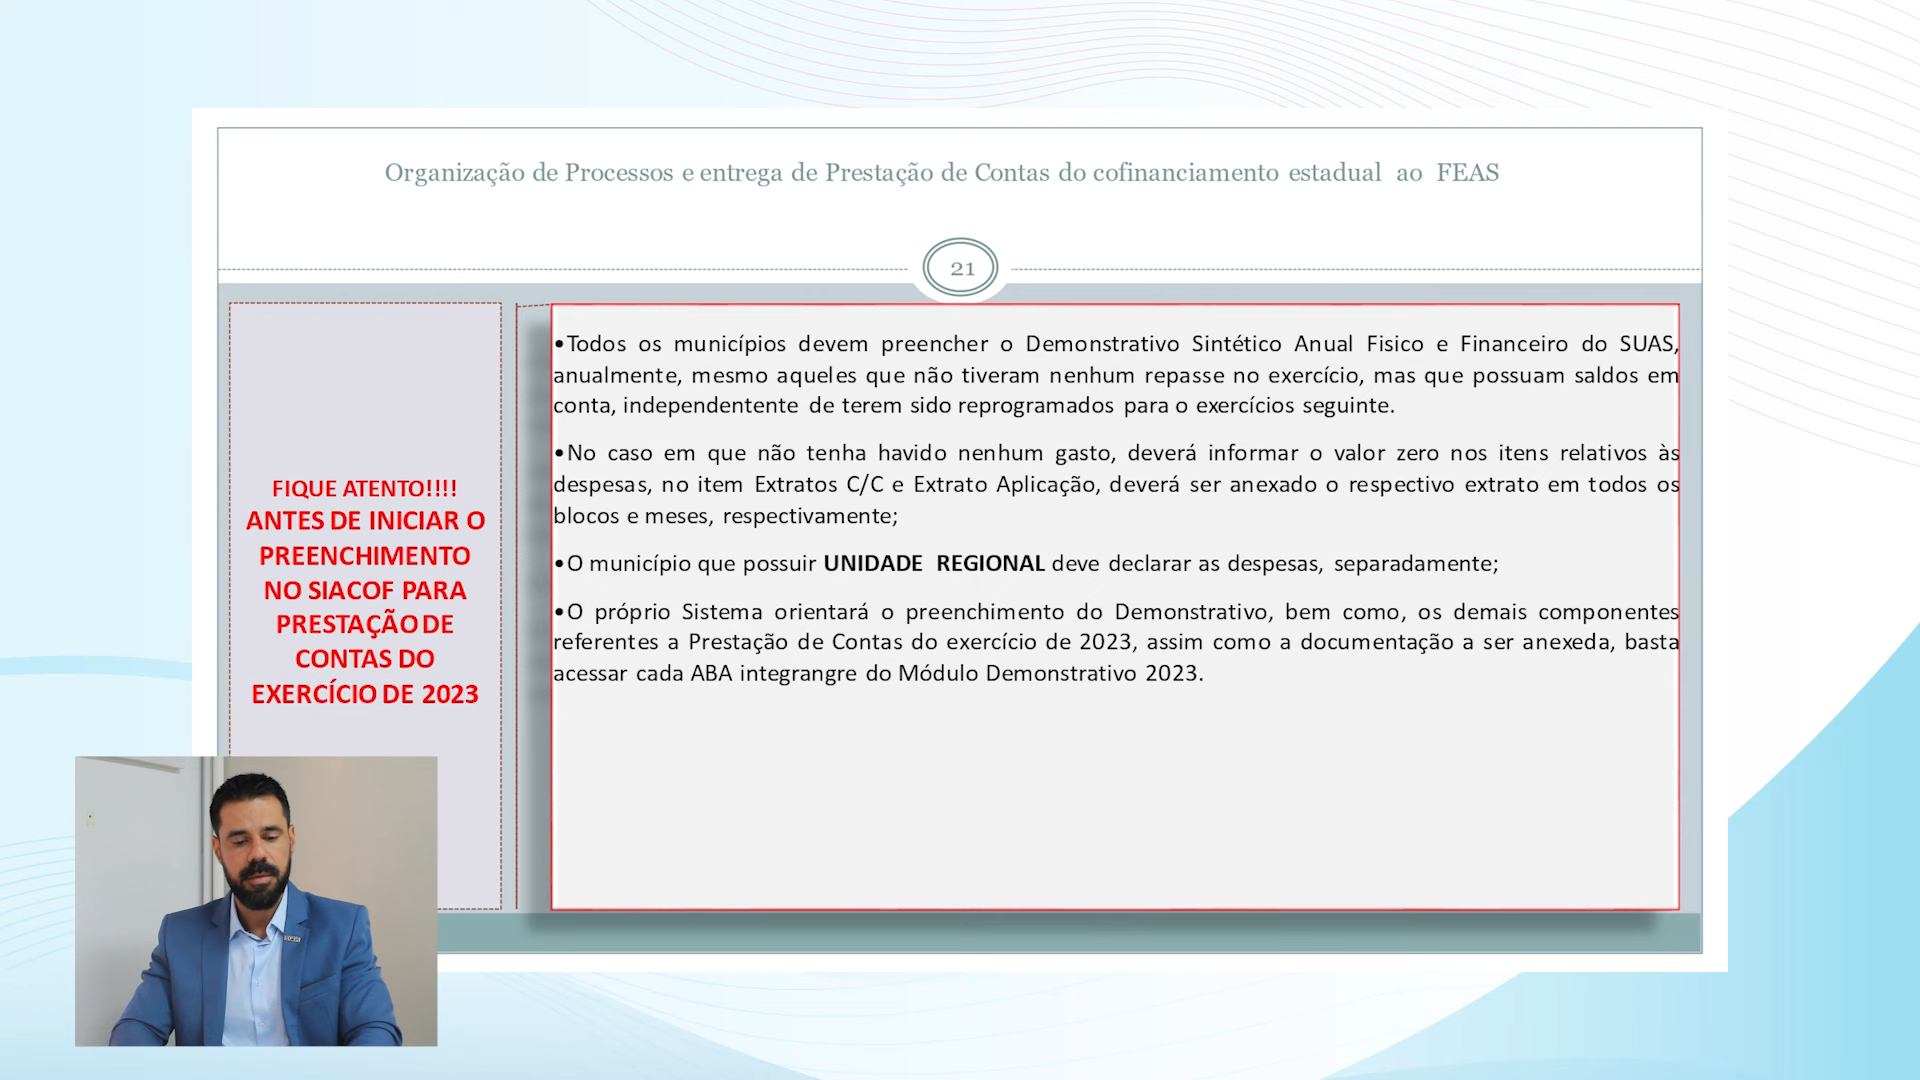 Organização de Processos e entrega de Prestação de Contas do cofinanciamento estadual ao FEAS
21
FIQUE ATENTO!!!!
ANTES DE INICIAR O
PREENCHIMENTO
NO SIACOF PARA
PRESTAÇÃO DE
CONTAS DO
EXERCÍCIO DE 2023
•Todos os municípios devem preencher o Demonstrativo Sintético Anual Fisico e Financeiro do SUAS,
anualmente, mesmo aqueles que não tiveram nenhum repasse no exercício, mas que possuam saldos em
conta, independentente de terem sido reprogramados para o exercícios seguinte.
•No caso em que não tenha havido nenhum gasto, deverá informar o valor zero nos itens relativos às
despesas, no item Extratos C/C e Extrato Aplicação, deverá ser anexado o respectivo extrato em todos os
blocos e meses, respectivamente;
•O município que possuir UNIDADE REGIONAL deve declarar as despesas, separadamente;
•O próprio Sistema orientará o preenchimento do Demonstrativo, bem como, os demais componentes
referentes a Prestação de Contas do exercício de 2023, assim como a documentação a ser anexeda, basta
acessar cada ABA integrangre do Módulo Demonstrativo 2023.